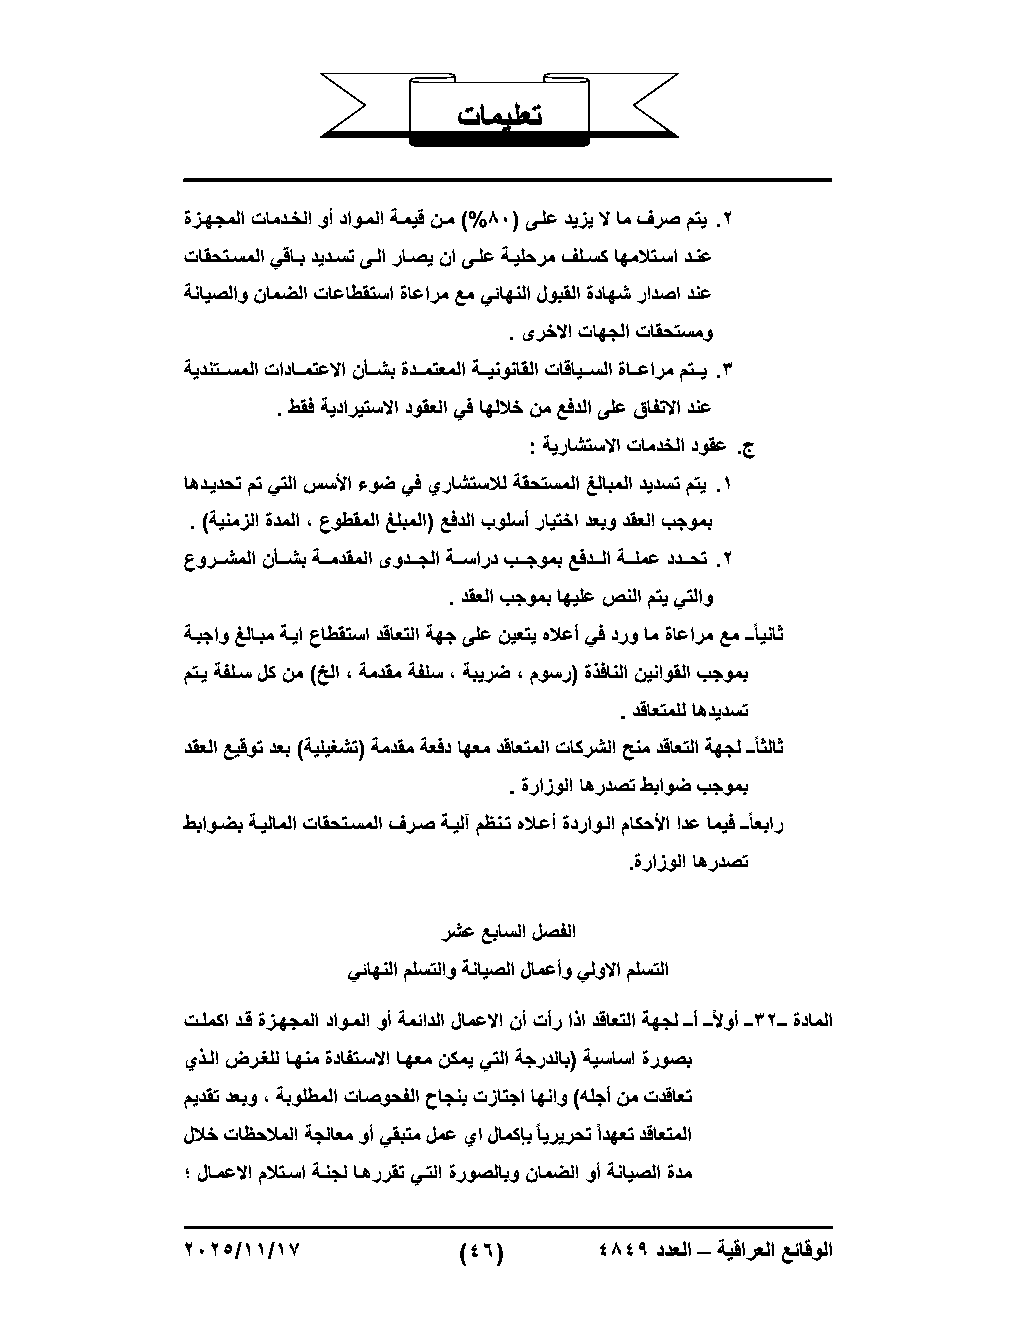 تعليمات
٢. يتم صرف ما لا يزيد على (٨٠%) من قيمة المواد أو الخدمات المجهزة
عند استلامها كسلف مرحلية على ان يصار الى تسديد باقي المستحقات
عند اصدار شهادة القبول النهائي مع مراعاة استقطاعات الضمان والصيانة
ومستحقات الجهات الاخرى .
٣. يتم مراعاة السياقات القانونية المعتمدة بشأن الاعتمادات المستندية
عند الاتفاق على الدفع من خلالها في العقود الاستيرادية فقط .
ج. عقود الخدمات الاستشارية :
١. يتم تسديد المبالغ المستحقة للاستشاري في ضوء الأسس التي تم تحديدها
بموجب العقد وبعد اختيار أسلوب الدفع (المبلغ المقطوع ، المدة الزمنية) .
٢. تحدد عملة الدفع بموجب دراسة الجدوى المقدمة بشأن المشروع
والتي يتم النص عليها بموجب العقد .
ثانياً– مع مراعاة ما ورد في أعلاه يتعين على جهة التعاقد استقطاع اية مبالغ واجبة
بموجب القوانين النافذة (رسوم ، ضريبة ، سلفة مقدمة ، الخ) من كل سلفة يتم
تسديدها للمتعاقد .
ثالثاً– لجهة التعاقد منح الشركات المتعاقد معها دفعة مقدمة (تشغيلية) بعد توقيع العقد
بموجب ضوابط تصدرها الوزارة .
رابعاً– فيما عدا الأحكام الواردة أعلاه تنظم آلية صرف المستحقات المالية بضوابط
تصدرها الوزارة.
الفصل السابع عشر
التسلم الاولي وأعمال الصيانة والتسلم النهائي
المادة –٣٢– أولاً– أ– لجهة التعاقد اذا رأت أن الاعمال الدائمة أو المواد المجهزة قد اكملت
بصورة اساسية (بالدرجة التي يمكن معها الاستفادة منها للغرض الذي
تعاقدت من أجله) وانها اجتازت بنجاح الفحوصات المطلوبة ، وبعد تقديم
المتعاقد تعهداً تحريرياً بإكمال اي عمل متبقي أو معالجة الملاحظات خلال
مدة الصيانة أو الضمان وبالصورة التي تقررها لجنة استلام الاعمال ؛
الوقائع العراقية – العدد ٤٨٤٩ (٤٦) ٢٠٢٥/١١/١٧